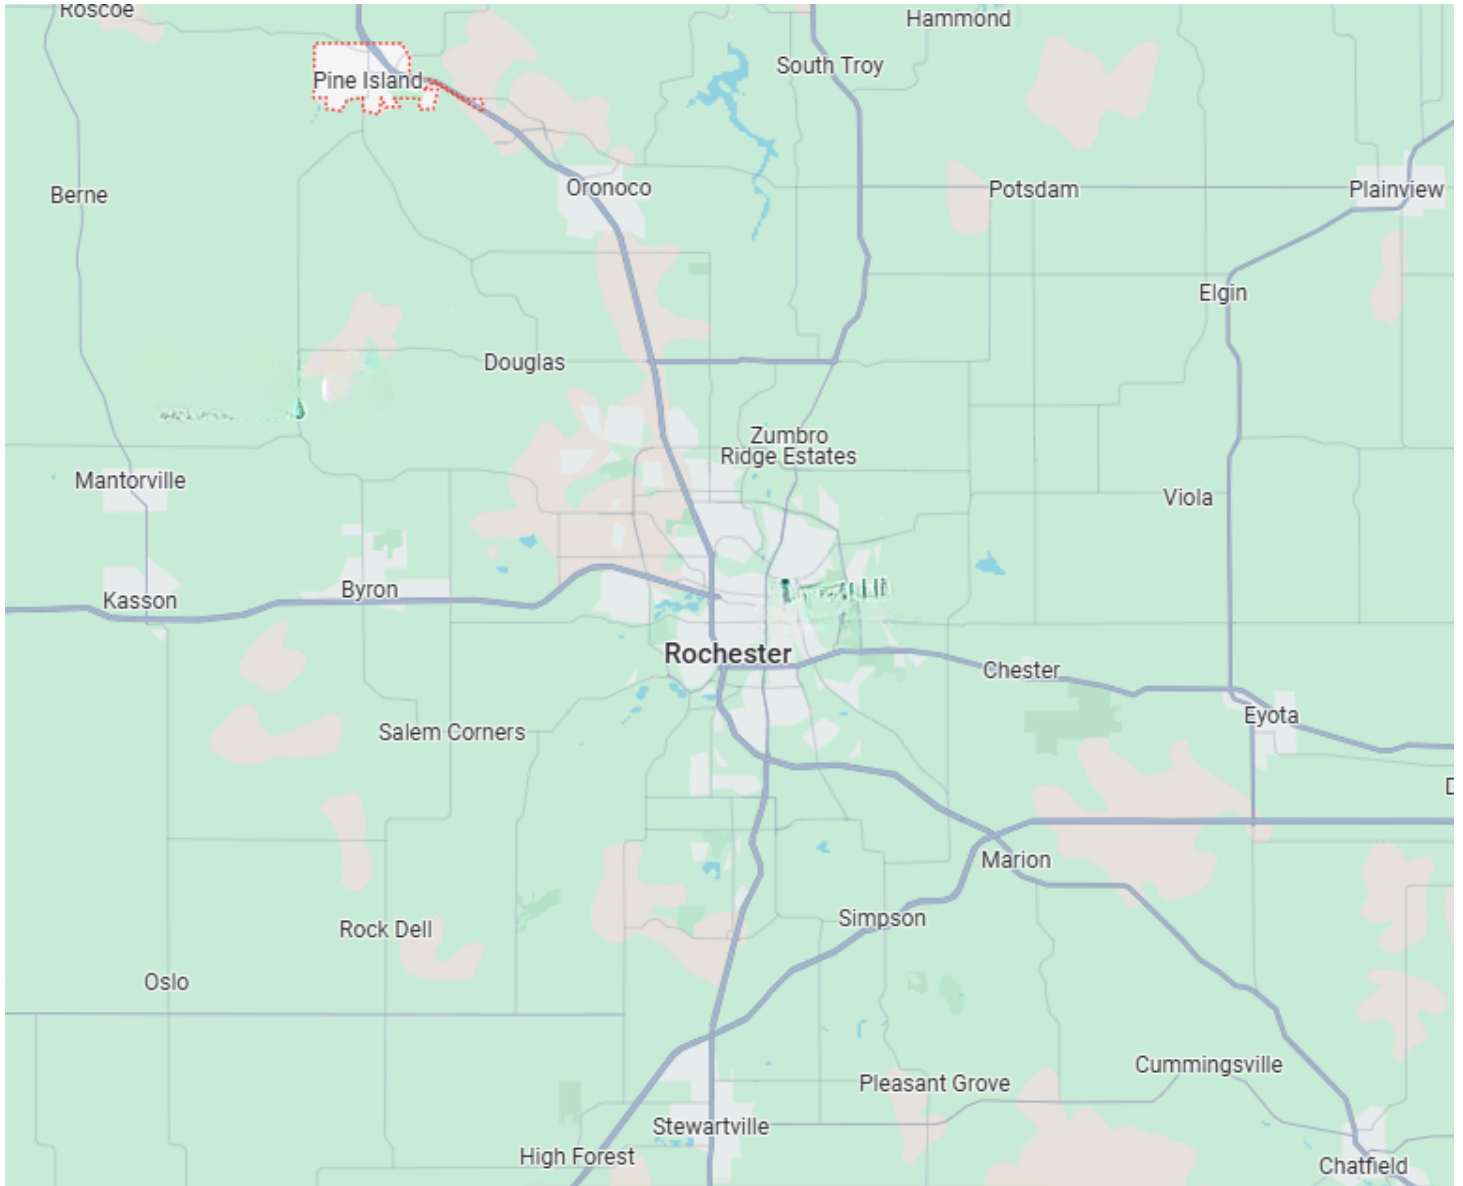 Roscoe
Hammond
South Troy
Pine Island
Oronoco
Potsdam
Plainview
Berne
Elgin
Douglas
Zumbro
Ridge Estates
Mantorville
Viola
Byron
Kasson
Rochester
Chester
Eyota
Salem Corners
Marion
Simpson
Rock Dell
Oslo
Cummingsville
Pleasant Grove
Stewartville
High Forest
Chatfield